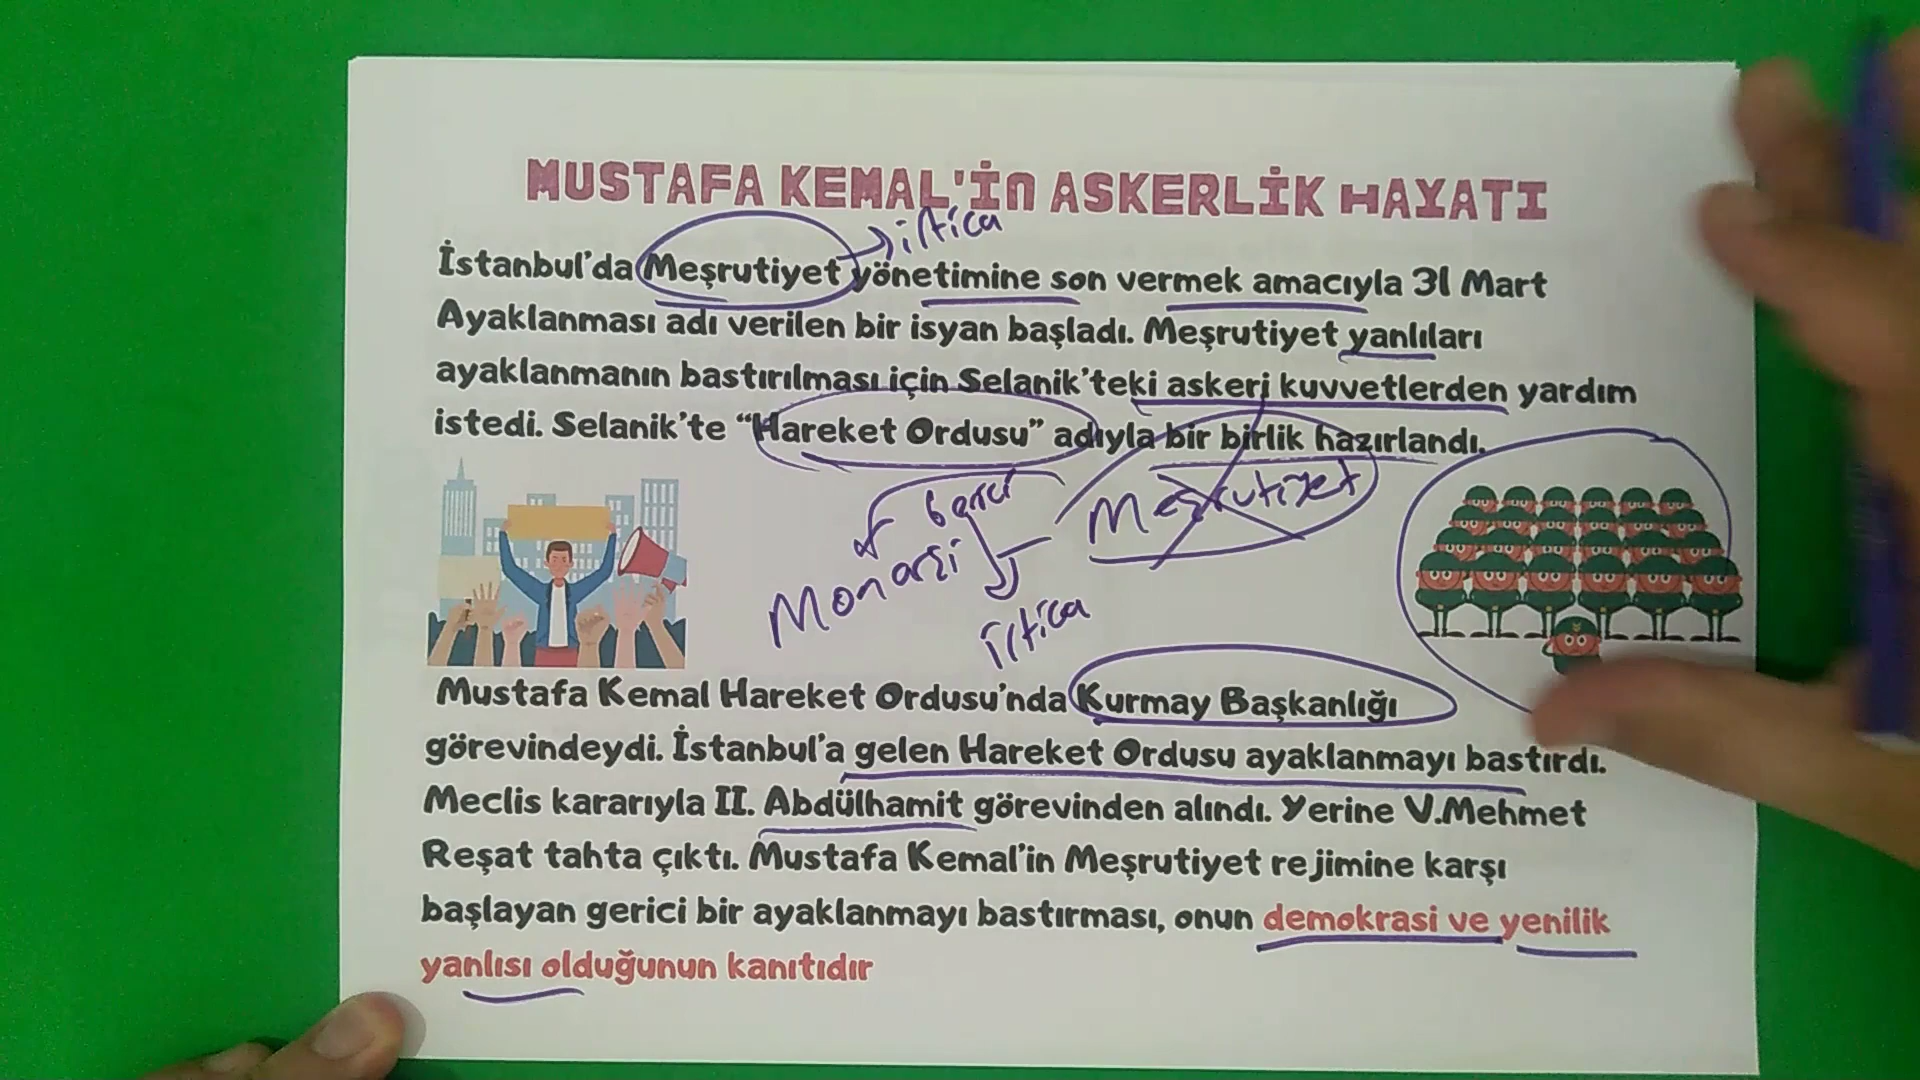 MUSTAFA KEMAL'İN ASKERLİK HAYATI
irtica
İstanbul'da Meşrutiyet yönetimine son vermek amacıyla 31 Mart
Ayaklanması adı verilen bir isyan başladı. Meşrutiyet yanlıları
ayaklanmanın bastırılması için Selanik'teki askeri kuvvetlerden yardım
istedi. Selanik'te “Hareket Ordusu” adıyla bir birlik hazırlandı.
Gerici
Meşrutiyet
Monarşi
irtica
Mustafa Kemal Hareket Ordusu'nda Kurmay Başkanlığı
görevindeydi. İstanbul'a gelen Hareket Ordusu ayaklanmayı bastırdı.
Meclis kararıyla II. Abdülhamit görevinden alındı. Yerine V.Mehmet
Reşat tahta çıktı. Mustafa Kemal'in Meşrutiyet rejimine karşı
başlayan gerici bir ayaklanmayı bastırması, onun demokrasi ve yenilik
yanlısı olduğunun kanıtıdır